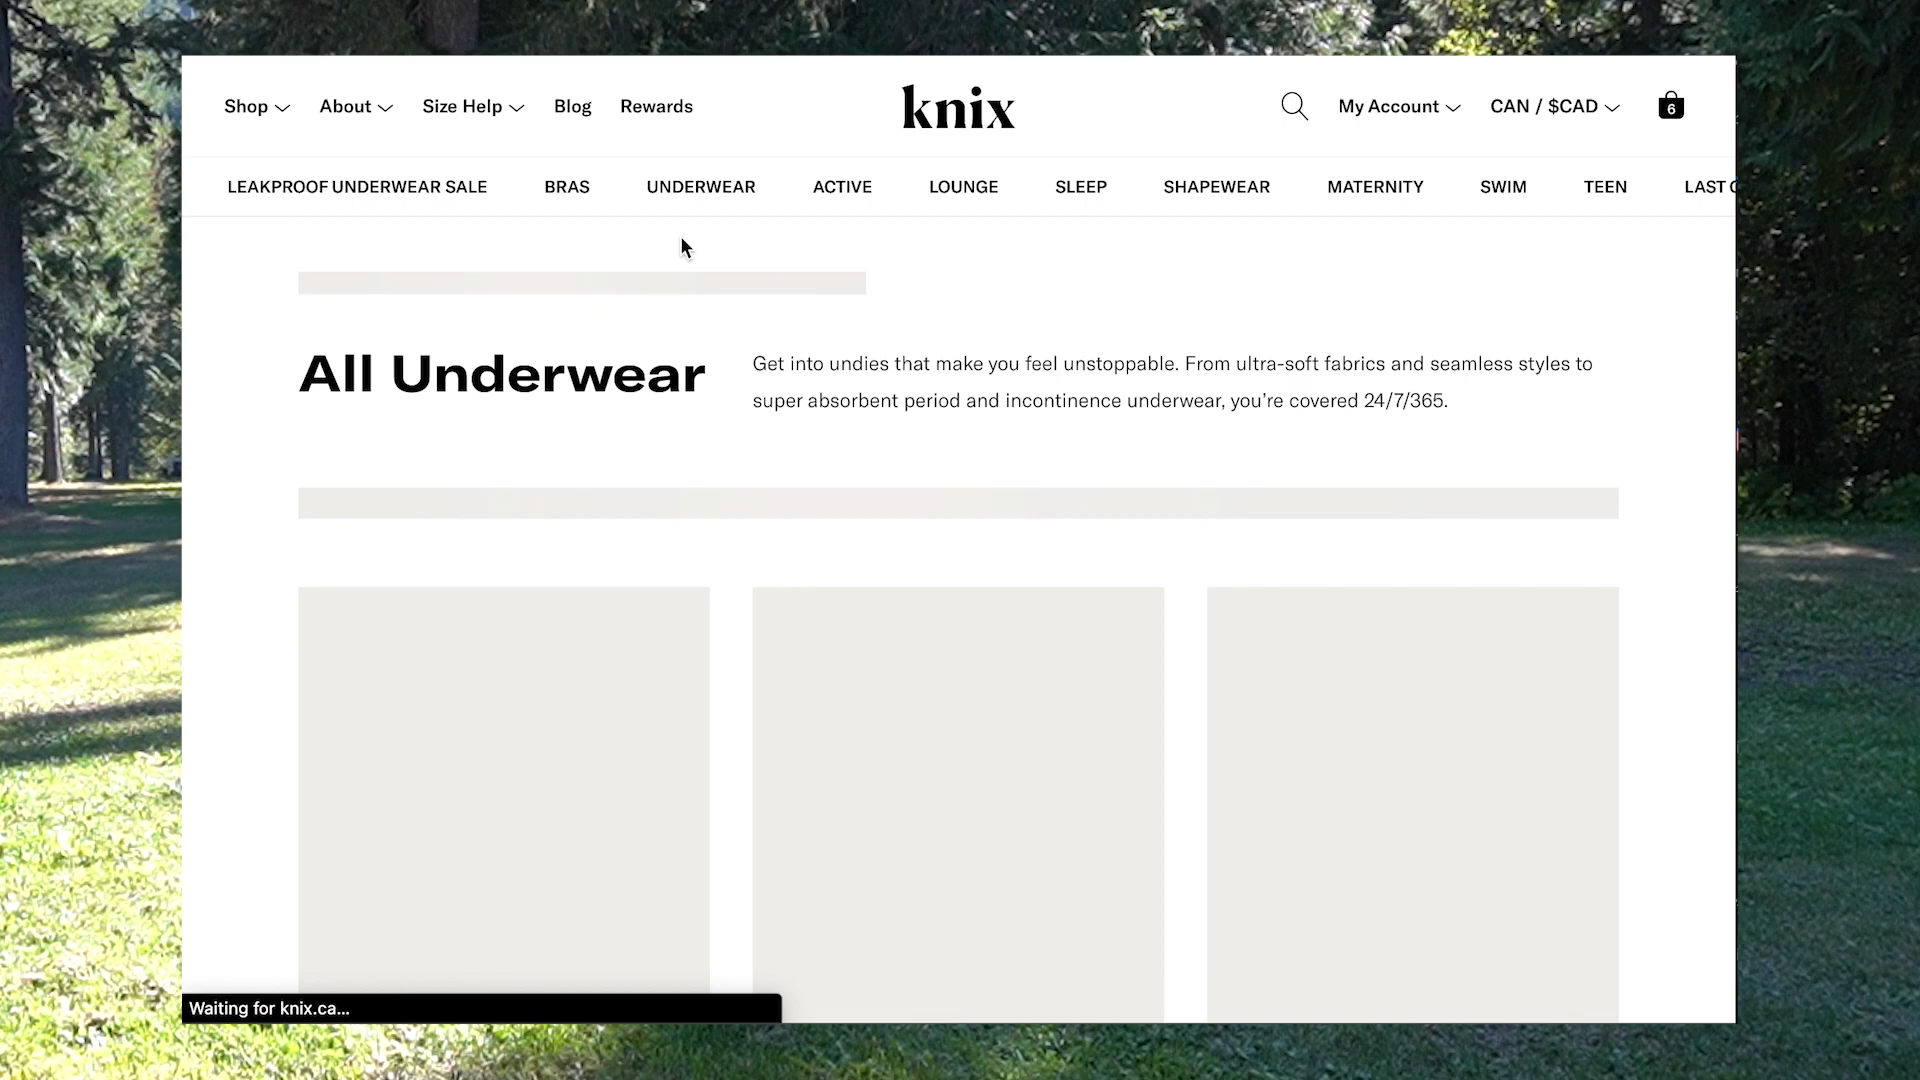 Shop
About
Size Help
Blog
Rewards
knix
My Account
CAN / $CAD
6
LEAKPROOF UNDERWEAR SALE
BRAS
UNDERWEAR
ACTIVE
LOUNGE
SLEEP
SHAPEWEAR
MATERNITY
SWIM
TEEN
LAST
All Underwear
Get into undies that make you feel unstoppable. From ultra-soft fabrics and seamless styles to
super absorbent period and incontinence underwear, you’re covered 24/7/365.
Waiting for knix.ca...